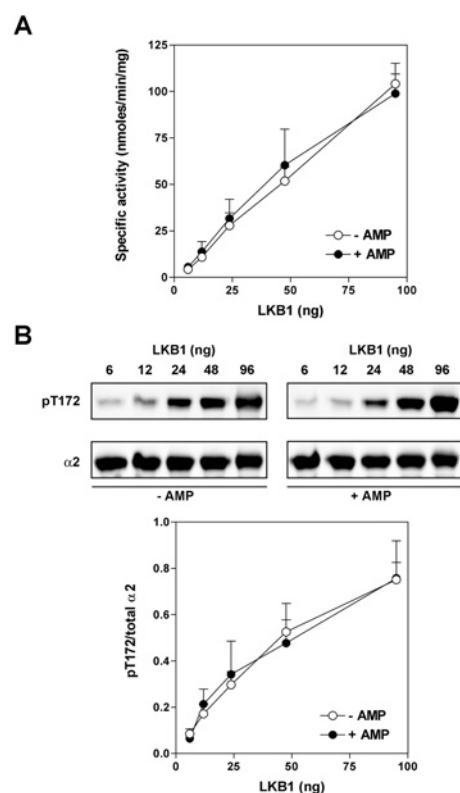 A
Specific activity (nmoles/min/mg)
125
100
75
50
25
0
- AMP
+ AMP
0 25 50 75 100
LKB1 (ng)
B
LKB1 (ng) LKB1 (ng)
6 12 24 48 96 6 12 24 48 96
pT172
α2
- AMP + AMP
pT172/total α2
1.0
0.8
0.6
0.4
0.2
0.0
- AMP
+ AMP
0 25 50 75 100
LKB1 (ng)